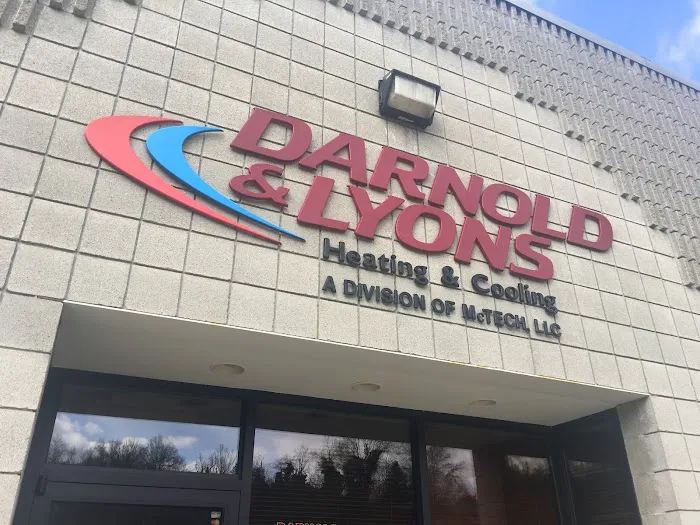 DARNOLD
& LYONS
Heating & Cooling
A DIVISION OF McTECH, LLC